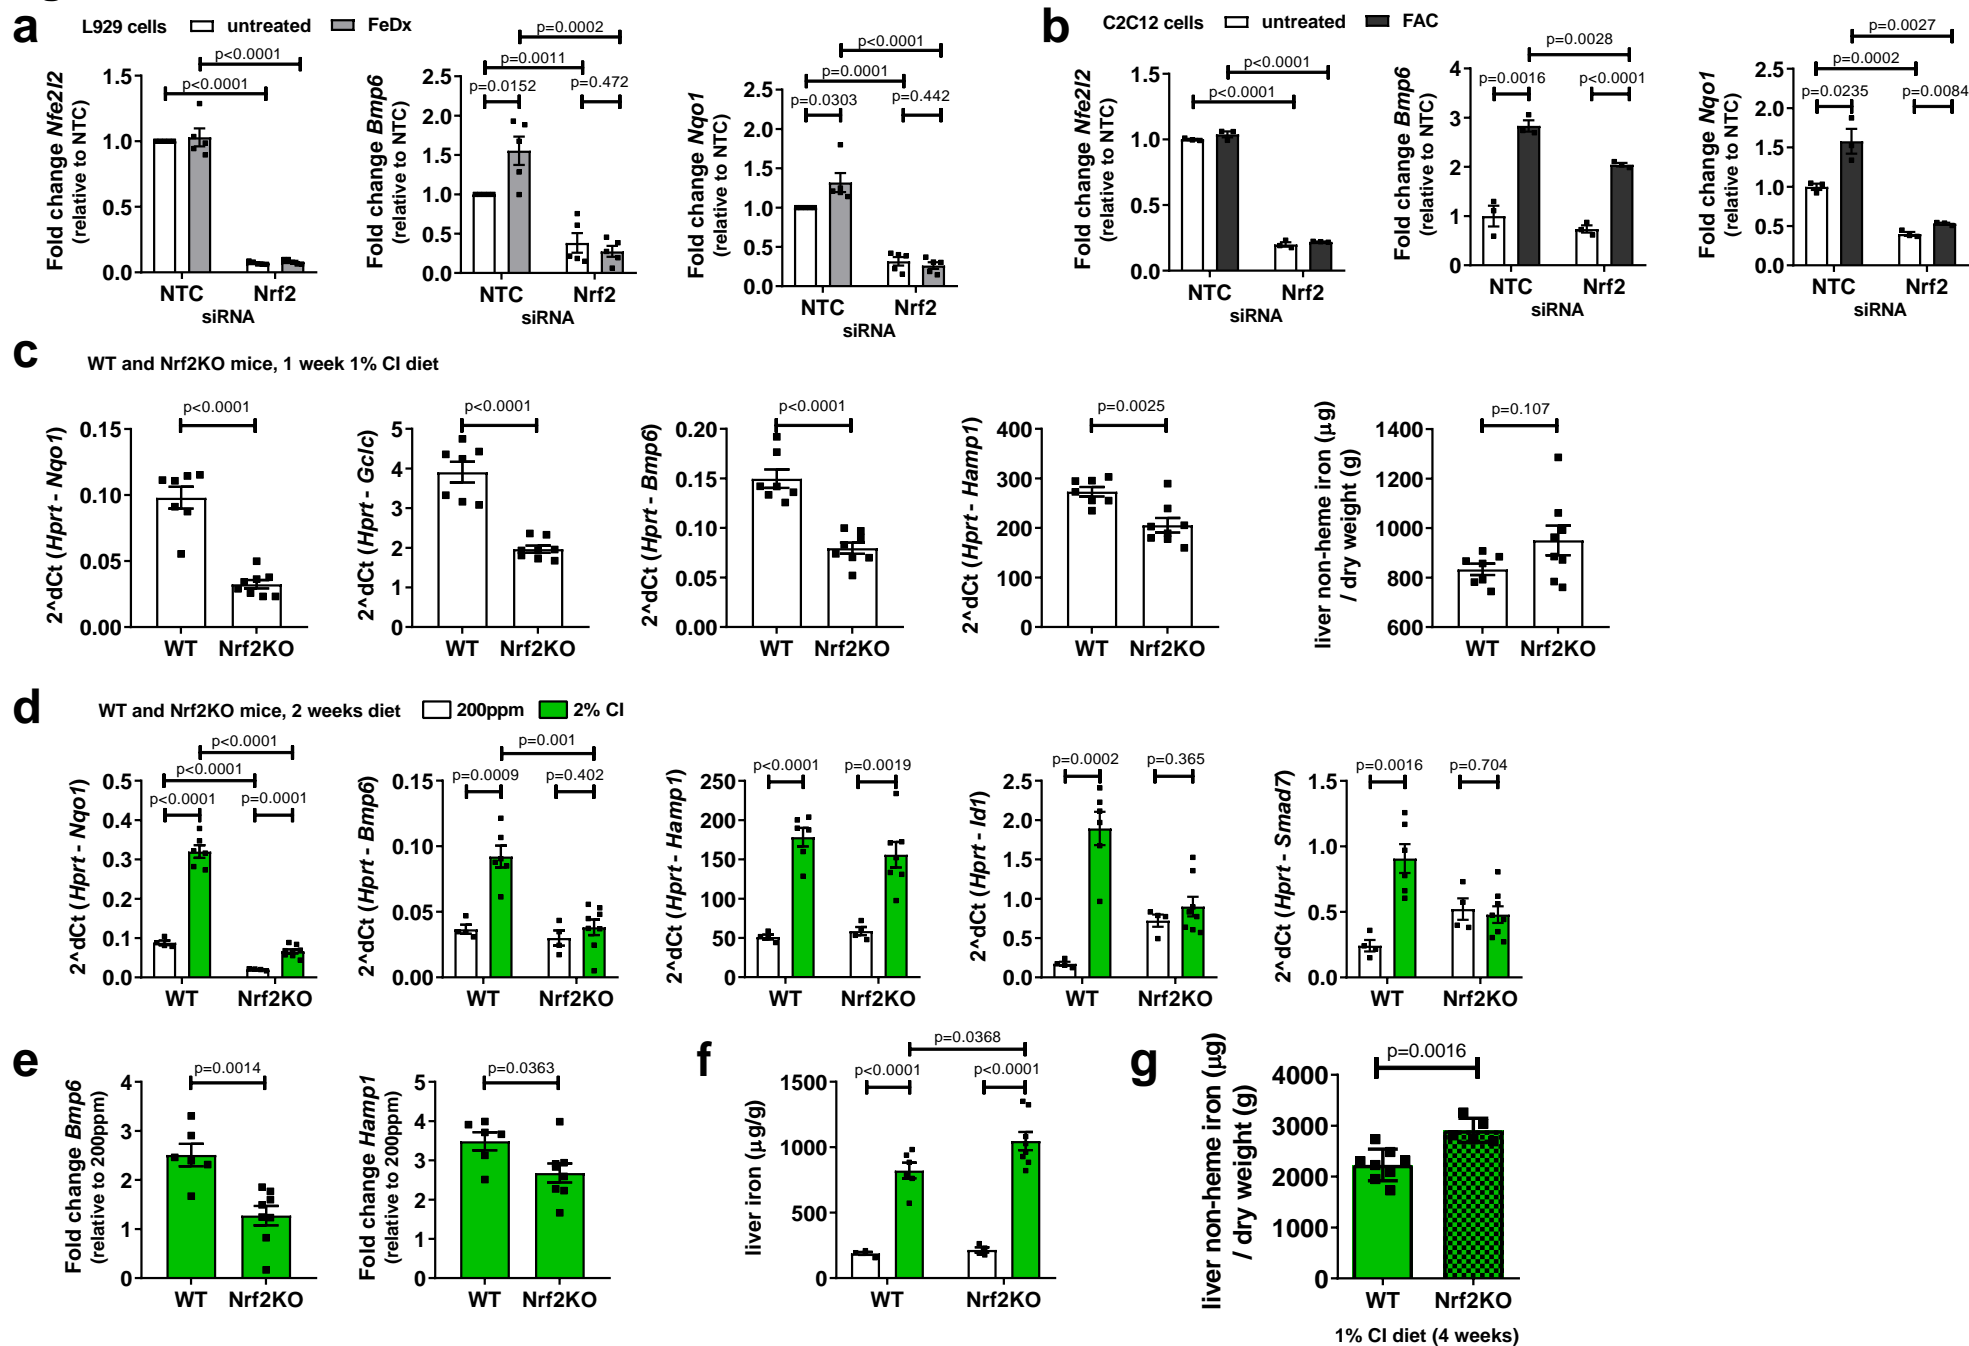 a
L929 cells untreated FeDx
Fold change Nfe2l2
(relative to NTC)
1.5
1.0
0.5
0.0
p<0.0001
p<0.0001
NTC Nrf2
siRNA
Fold change Bmp6
(relative to NTC)
2.5
2.0
1.5
1.0
0.5
0.0
p=0.0002
p=0.0011
p=0.0152
p=0.472
NTC Nrf2
siRNA
Fold change Nqo1
(relative to NTC)
2.5
2.0
1.5
1.0
0.5
0.0
p<0.0001
p=0.0001
p=0.0303
p=0.442
NTC Nrf2
siRNA
b
C2C12 cells untreated FAC
Fold change Nfe2l2
(relative to NTC)
1.5
1.0
0.5
0.0
p<0.0001
p<0.0001
NTC Nrf2
siRNA
Fold change Bmp6
(relative to NTC)
4
3
2
1
0
p=0.0028
p=0.0016
p<0.0001
NTC Nrf2
siRNA
Fold change Nqo1
(relative to NTC)
2.5
2.0
1.5
1.0
0.5
0.0
p=0.0027
p=0.0002
p=0.0235
p=0.0084
NTC Nrf2
siRNA
c
WT and Nrf2KO mice, 1 week 1% CI diet
2^dCt (Hprt - Nqo1)
0.15
0.10
0.05
0.00
p<0.0001
WT Nrf2KO
2^dCt (Hprt - Gclc)
5
4
3
2
1
0
p<0.0001
WT Nrf2KO
2^dCt (Hprt - Bmp6)
0.20
0.15
0.10
0.05
0.00
p<0.0001
WT Nrf2KO
2^dCt (Hprt - Hamp1)
400
300
200
100
0
p=0.0025
WT Nrf2KO
liver non-heme iron (μg)
/ dry weight (g)
1400
1200
1000
800
600
p=0.107
WT Nrf2KO
d
WT and Nrf2KO mice, 2 weeks diet 200ppm 2% CI
2^dCt (Hprt - Nqo1)
0.5
0.4
0.3
0.2
0.1
0.0
p<0.0001
p<0.0001
p<0.0001
p=0.0001
WT Nrf2KO
2^dCt (Hprt - Bmp6)
0.15
0.10
0.05
0.00
p=0.001
p=0.0009
p=0.402
WT Nrf2KO
2^dCt (Hprt - Hamp1)
250
200
150
100
50
0
p<0.0001
p=0.0019
WT Nrf2KO
2^dCt (Hprt - Id1)
2.5
2.0
1.5
1.0
0.5
0.0
p=0.0002
p=0.365
WT Nrf2KO
2^dCt (Hprt - Smad7)
1.5
1.0
0.5
0.0
p=0.0016
p=0.704
WT Nrf2KO
e
Fold change Bmp6
(relative to 200ppm)
4
3
2
1
0
p=0.0014
WT Nrf2KO
Fold change Hamp1
(relative to 200ppm)
5
4
3
2
1
0
p=0.0363
WT Nrf2KO
f
liver iron (μg/g)
1500
1000
500
0
p=0.0368
p<0.0001
p<0.0001
WT Nrf2KO
g
liver non-heme iron (μg)
/ dry weight (g)
4000
3000
2000
1000
0
p=0.0016
WT Nrf2KO
1% CI diet (4 weeks)